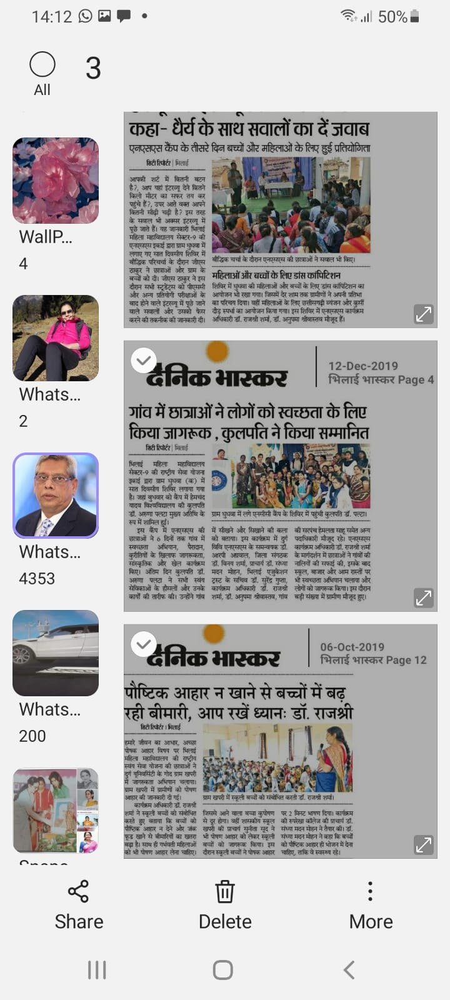 14:12
50%
All
3
WallP...
4
Whats...
2
Whats...
4353
Whats...
200
कहा- धैर्य के साथ सवालों का दें जवाब
एनएसएस कैंप के तीसरे दिन बच्चों और महिलाओं के लिए हुई प्रतियोगिता
सिटी रिपोर्टर | भिलाई
आपकी शर्ट में कितनी बटन
है?, आप यहां इंटरव्यू देने कितने
किलो मीटर का सफर तय कर
पहुंचे हैं?, उपर आते वक्त आपने
कितनी सीढ़ी चढ़ी है? इस तरह
के सवाल भी अक्सर इंटरव्यू में
पूछे जाते हैं। यह जानकारी भिलाई
महिला महाविद्यालय सेक्टर-9 की
एनएसएस इकाई द्वारा ग्राम धुधवा में
लगाए गए सात दिवसीय शिविर में
बौद्धिक परिचर्चा के दौरान जीएस
ठाकुर ने छात्राओं और ग्राम के
बच्चों को दी। जीएस ठाकुर ने इस
दौरान सभी स्टूडेंट्स को पीएससी
और अन्य प्रतियोगी परीक्षाओं के
बाद होने वाले इंटरव्यू में पूछे जाने
वाले सवालों और उसको फेस
करने की तकनीक की जानकारी दी।
बौद्धिक चर्चा के दौरान एनएसएस की छात्राओं ने सवाल भी किए।
महिलाओं और बच्चों के लिए डांस कांपिटिशन
शिविर में धुधवा की महिलाओं और बच्चों के लिए डांस कांपिटिशन का
आयोजन भी रखा गया। जिसमें देर शाम तक ग्रामीणों ने अपनी प्रतिभा
का परिचय दिया। वहीं महिलाओं के लिए छत्तीसगढ़ी व्यंजन और कुर्सी
दौड़ स्पर्धा का आयोजन किया गया। इस शिविर में एनएसएस कार्यक्रम
अधिकारी डॉ. राजश्री शर्मा, डॉ. अनुपमा श्रीवास्तव मौजूद हैं।
दैनिक भास्कर
12-Dec-2019
भिलाई भास्कर Page 4
गांव में छात्राओं ने लोगों को स्वच्छता के लिए
किया जागरूक , कुलपति ने किया सम्मानित
सिटी रिपोर्टर | भिलाई
भिलाई महिला महाविद्यालय
सेक्टर-9 की राष्ट्रीय सेवा योजना
इकाई द्वारा ग्राम धुधवा (क) में
सात दिवसीय शिविर लगाया गया
है। जहां बुधवार को कैंप में हेमचंद
यादव विश्वविद्यालय की कुलपति
डॉ. अरुणा पलटा मुख्य अतिथि के
रुप में शामिल हुईं।
इस कैंप में एनएसएस की
छात्राओं ने 6 दिनों तक गांव में
स्वच्छता अभियान, पैरादान,
कुरीतियों के खिलाफ जागरूकता,
सांस्कृतिक और खेल कार्यक्रम
किए। अंतिम दिन कुलपति डॉ.
अरुणा पलटा ने सभी स्वयं
सेविकाओं के हौसलों और उनके
कार्यों की तारीफ की। उन्होंने गांव
ग्राम धुधवा में लगे एनसीसी कैंप के शिविर में पहुंची कुलपति डॉ. पल्टा।
में सीखने और सिखाने की कला
को बताया। इस कार्यक्रम में दुर्ग
विवि एनएसएस के समन्वयक डॉ.
आरपी अग्रवाल, जिला संगठक
डॉ. विनय शर्मा, प्राचार्य डॉ. संध्या
मदन मोहन, भिलाई एजुकेशन
ट्रस्ट के सचिव डॉ. सुरेंद्र गुप्ता,
कार्यक्रम अधिकारी डॉ. राजश्री
शर्मा, डॉ. अनुपमा श्रीवास्तव, गांव
की सरपंच हेमलता साहू समेत अन्य
पदाधिकारी मौजूद रहे। एनएसएस
कार्यक्रम अधिकारी डॉ. राजश्री शर्मा
के मार्गदर्शन में छात्राओं ने गांवों की
नालियों की सफाई की, इसके बाद
स्कूल, बाजार और आम रास्तों पर
भी स्वच्छता अभियान चलाया और
लोगों को जागरूक किया। इस दौरान
बड़ी संख्या में ग्रामीण मौजूद हुए।
दैनिक भास्कर
06-Oct-2019
भिलाई भास्कर Page 12
पौष्टिक आहार न खाने से बच्चों में बढ़
रही बीमारी, आप रखें ध्यानः डॉ. राजश्री
सिटी रिपोर्टर | भिलाई
हमारे जीवन का आधार, अच्छा
पोषक आहार विषय पर भिलाई
महिला महाविद्यालय की राष्ट्रीय
स्वयं सेवा योजना की छात्राओं ने
दुर्ग यूनिवर्सिटी के गोद ग्राम खपरी
में जागरूकता अभियान चलाया।
ग्राम खपरी में ग्रामीणों को पोषण
आहार की जानकारी दी गई।
कार्यक्रम अधिकारी डॉ. राजश्री
शर्मा ने स्कूली बच्चों को संबोधित
करते हुए बताया कि बच्चों को
पौष्टिक आहार न देने और जंक
फूड खाने से बीमारियों का खतरा
बढ़ा है। साथ ही गर्भवती महिलाओं
को भी पोषण आहार लेना चाहिए।
ग्राम खपरी में स्कूली बच्चों को संबोधित करती डॉ. राजश्री शर्मा।
जिससे आने वाला बच्चा कुपोषण
से दूर होगा। वहीं शासकीय स्कूल
खपरी की प्राचार्य सुनीता सूद ने
भी पोषण आहार को लेकर स्कूली
बच्चों को जागरूक किया। इस
दौरान स्कूली बच्चों ने पोषक आहार
पर 2 मिनट भाषण दिया। कार्यक्रम
की रुपरेखा कॉलेज की प्राचार्य डॉ.
संध्या मदन मोहन ने तैयार की। डॉ.
संध्या मदन मोहन ने कहा कि बच्चों
को पौष्टिक आहार ही भोजन में देना
चाहिए, ताकि वे स्वस्थ्य रहे।
Share
Delete
More